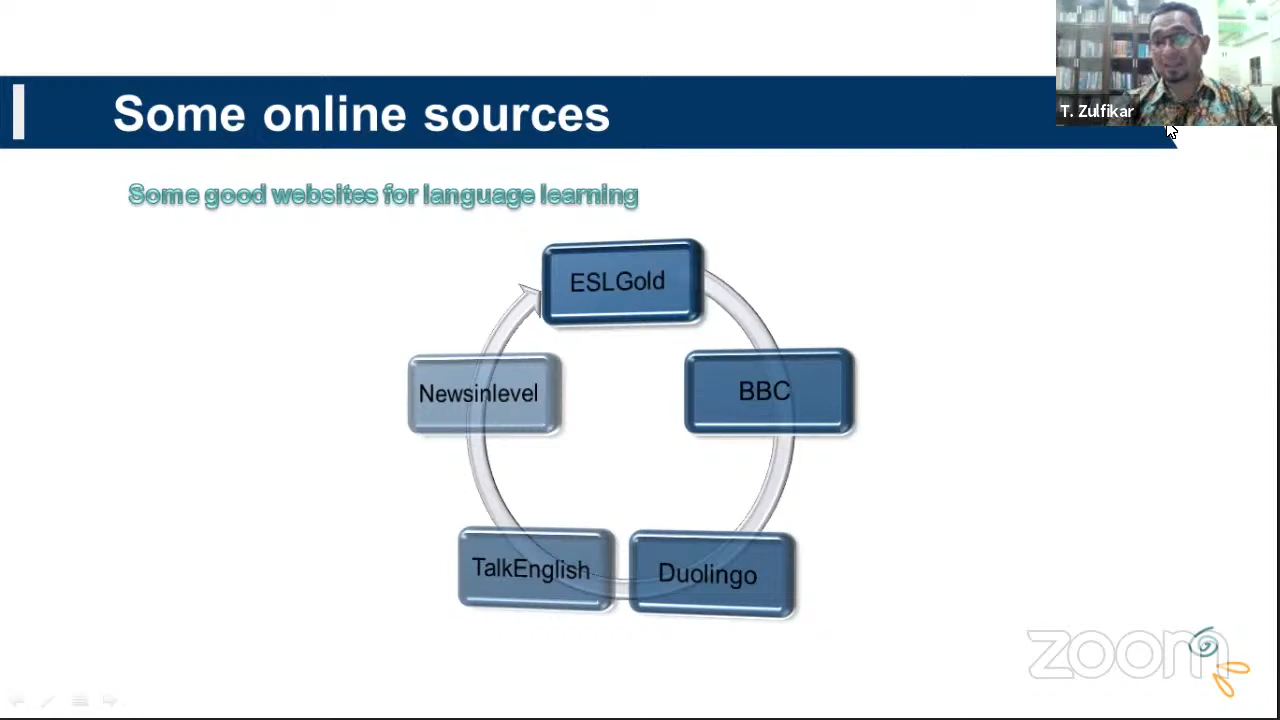 Some online sources
T. Zulfikar
Some good websites for language learning
ESLGold
Newsinlevel
BBC
TalkEnglish
Duolingo
zoom